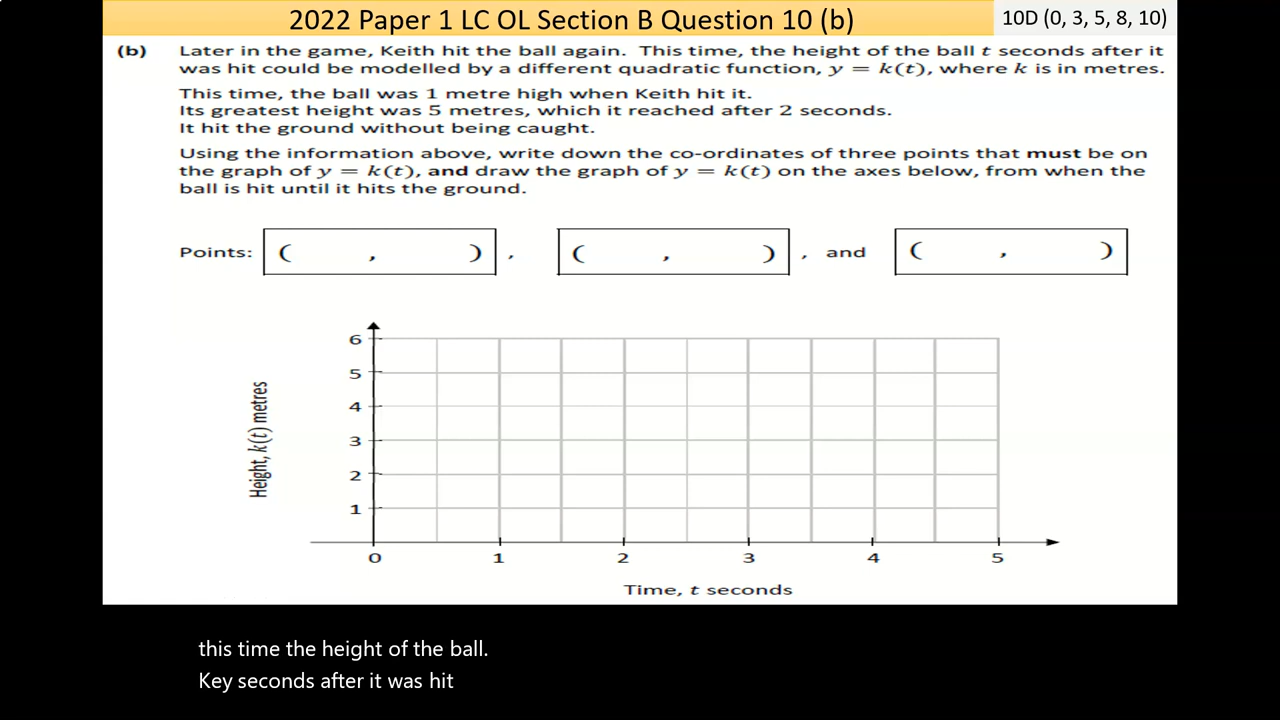 2022 Paper 1 LC OL Section B Question 10 (b)
10D (0, 3, 5, 8, 10)
(b) Later in the game, Keith hit the ball again. This time, the height of the ball t seconds after it
was hit could be modelled by a different quadratic function, y = k(t), where k is in metres.
This time, the ball was 1 metre high when Keith hit it.
Its greatest height was 5 metres, which it reached after 2 seconds.
It hit the ground without being caught.
Using the information above, write down the co-ordinates of three points that must be on
the graph of y = k(t), and draw the graph of y = k(t) on the axes below, from when the
ball is hit until it hits the ground.
Points: ( , ) , ( , ) , and ( , )
6
5
4
3
2
1
Height, k(t) metres
0 1 2 3 4 5
Time, t seconds
this time the height of the ball.
Key seconds after it was hit